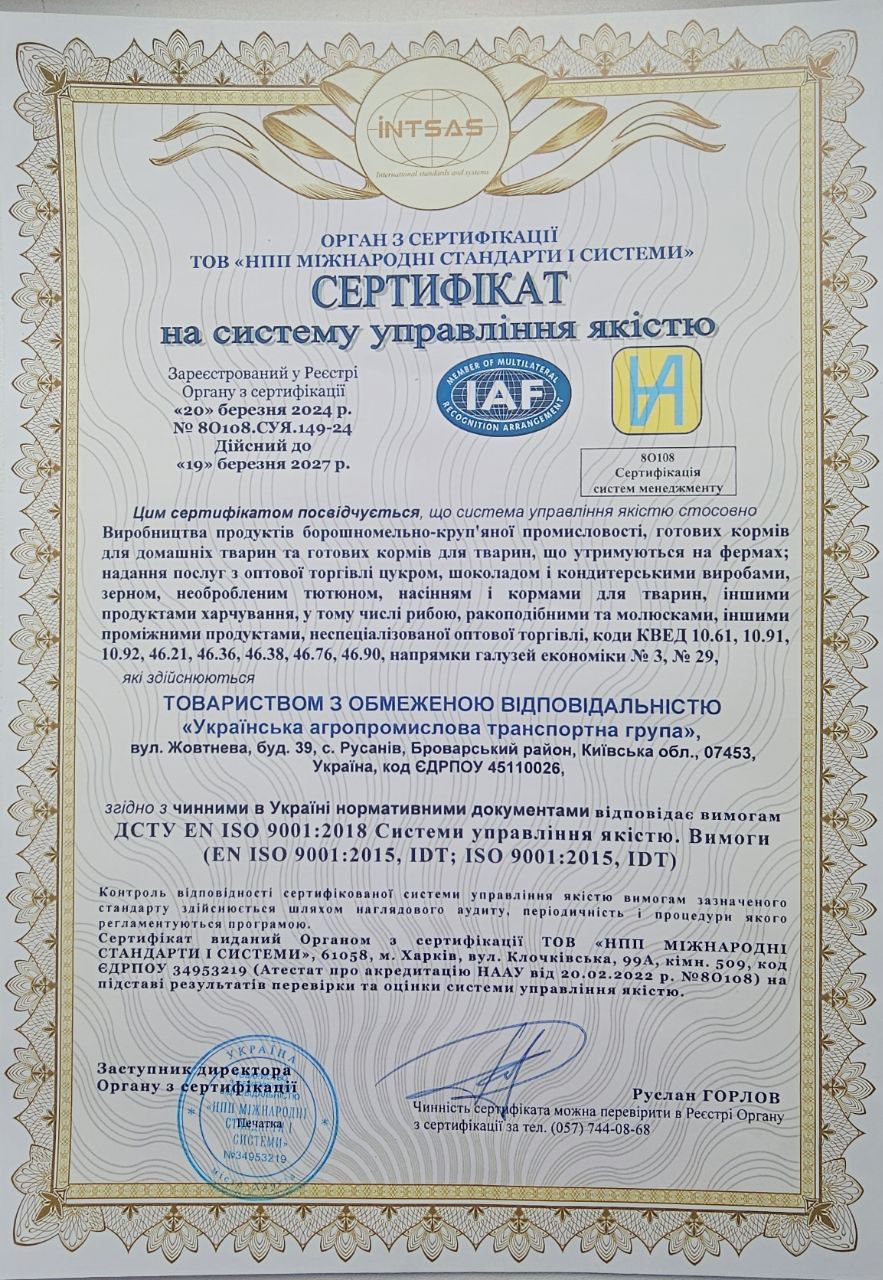 İNTSAS
International standards and systems
ОРГАН З СЕРТИФІКАЦІЇ
ТОВ «НПП МІЖНАРОДНІ СТАНДАРТИ І СИСТЕМИ»
СЕРТИФІКАТ
на систему управління якістю
Зареєстрований у Реєстрі
Органу з сертифікації
«20» березня 2024 р.
№ 8О108.СУЯ.149-24
Дійсний до
«19» березня 2027 р.
MEMBER OF MULTILATERAL
IAF
RECOGNITION ARRANGEMENT
8О108
Сертифікація
систем менеджменту
Цим сертифікатом посвідчується, що система управління якістю стосовно
Виробництва продуктів борошномельно-круп'яної промисловості, готових кормів
для домашніх тварин та готових кормів для тварин, що утримуються на фермах;
надання послуг з оптової торгівлі цукром, шоколадом і кондитерськими виробами,
зерном, необробленим тютюном, насінням і кормами для тварин, іншими
продуктами харчування, у тому числі рибою, ракоподібними та молюсками, іншими
проміжними продуктами, неспеціалізованої оптової торгівлі, коди КВЕД 10.61, 10.91,
10.92, 46.21, 46.36, 46.38, 46.76, 46.90, напрямки галузей економіки № 3, № 29,
які здійснюються
ТОВАРИСТВОМ З ОБМЕЖЕНОЮ ВІДПОВІДАЛЬНІСТЮ
«Українська агропромислова транспортна група»,
вул. Жовтнева, буд. 39, с. Русанів, Броварський район, Київська обл., 07453,
Україна, код ЄДРПОУ 45110026,
згідно з чинними в Україні нормативними документами відповідає вимогам
ДСТУ EN ISO 9001:2018 Системи управління якістю. Вимоги
(EN ISO 9001:2015, IDT; ISO 9001:2015, IDT)
Контроль відповідності сертифікованої системи управління якістю вимогам зазначеного
стандарту здійснюється шляхом наглядового аудиту, періодичність і процедури якого
регламентуються програмою.
Сертифікат виданий Органом з сертифікації ТОВ «НПП МІЖНАРОДНІ
СТАНДАРТИ І СИСТЕМИ», 61058, м. Харків, вул. Клочківська, 99А, кімн. 509, код
ЄДРПОУ 34953219 (Атестат про акредитацію НААУ від 20.02.2022 р. №8О108) на
підставі результатів перевірки та оцінки системи управління якістю.
Заступник директора
Органу з сертифікації
УКРАЇНА
«НПП МІЖНАРОДНІ
СТАНДАРТИ І
Печатка
СИСТЕМИ»
№34953219
Руслан ГОРЛОВ
Чинність сертифіката можна перевірити в Реєстрі Органу
з сертифікації за тел. (057) 744-08-68